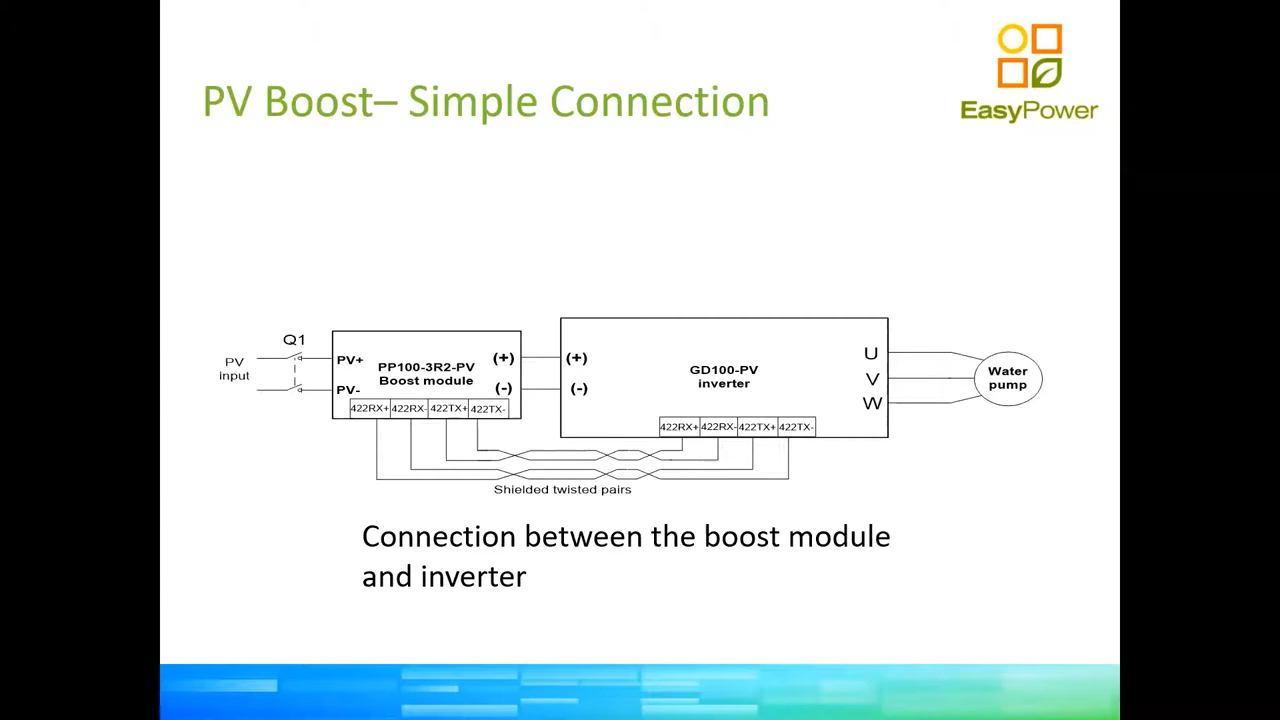 PV Boost– Simple Connection
EasyPower
Q1
PV
input
PV+
PV-
PP100-3R2-PV
Boost module
(+)
(-)
422RX+ 422RX- 422TX+ 422TX-
(+)
(-)
GD100-PV
inverter
U
V
W
422RX+ 422RX- 422TX+ 422TX-
Water
pump
Shielded twisted pairs
Connection between the boost module
and inverter